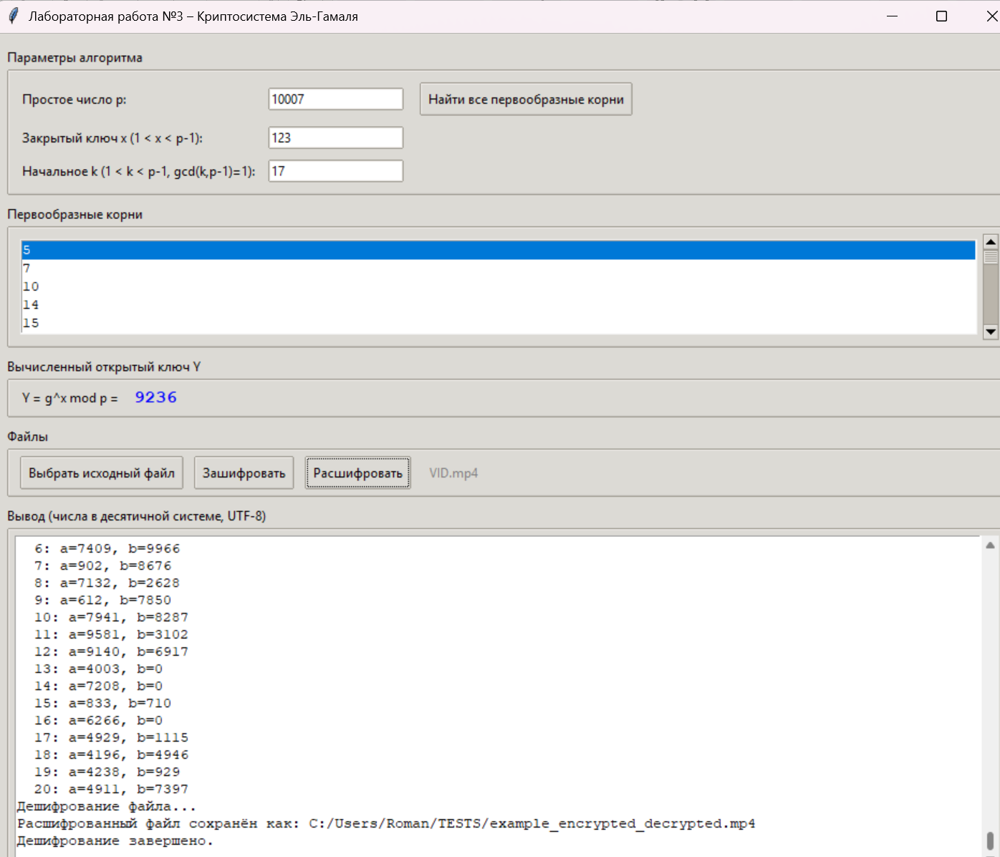 Лабораторная работа №3 – Криптосистема Эль-Гамаля
Параметры алгоритма
Простое число p: 10007 Найти все первообразные корни
Закрытый ключ x (1 < x < p-1): 123
Начальное k (1 < k < p-1, gcd(k,p-1)=1): 17
Первообразные корни
5
7
10
14
15
Вычисленный открытый ключ Y
Y = g^x mod p = 9236
Файлы
Выбрать исходный файл Зашифровать Расшифровать VID.mp4
Вывод (числа в десятичной системе, UTF-8)
6: a=7409, b=9966
7: a=902, b=8676
8: a=7132, b=2628
9: a=612, b=7850
10: a=7941, b=8287
11: a=9581, b=3102
12: a=9140, b=6917
13: a=4003, b=0
14: a=7208, b=0
15: a=833, b=710
16: a=6266, b=0
17: a=4929, b=1115
18: a=4196, b=4946
19: a=4238, b=929
20: a=4911, b=7397
Дешифрование файла...
Расшифрованный файл сохранён как: C:/Users/Roman/TESTS/example_encrypted_decrypted.mp4
Дешифрование завершено.